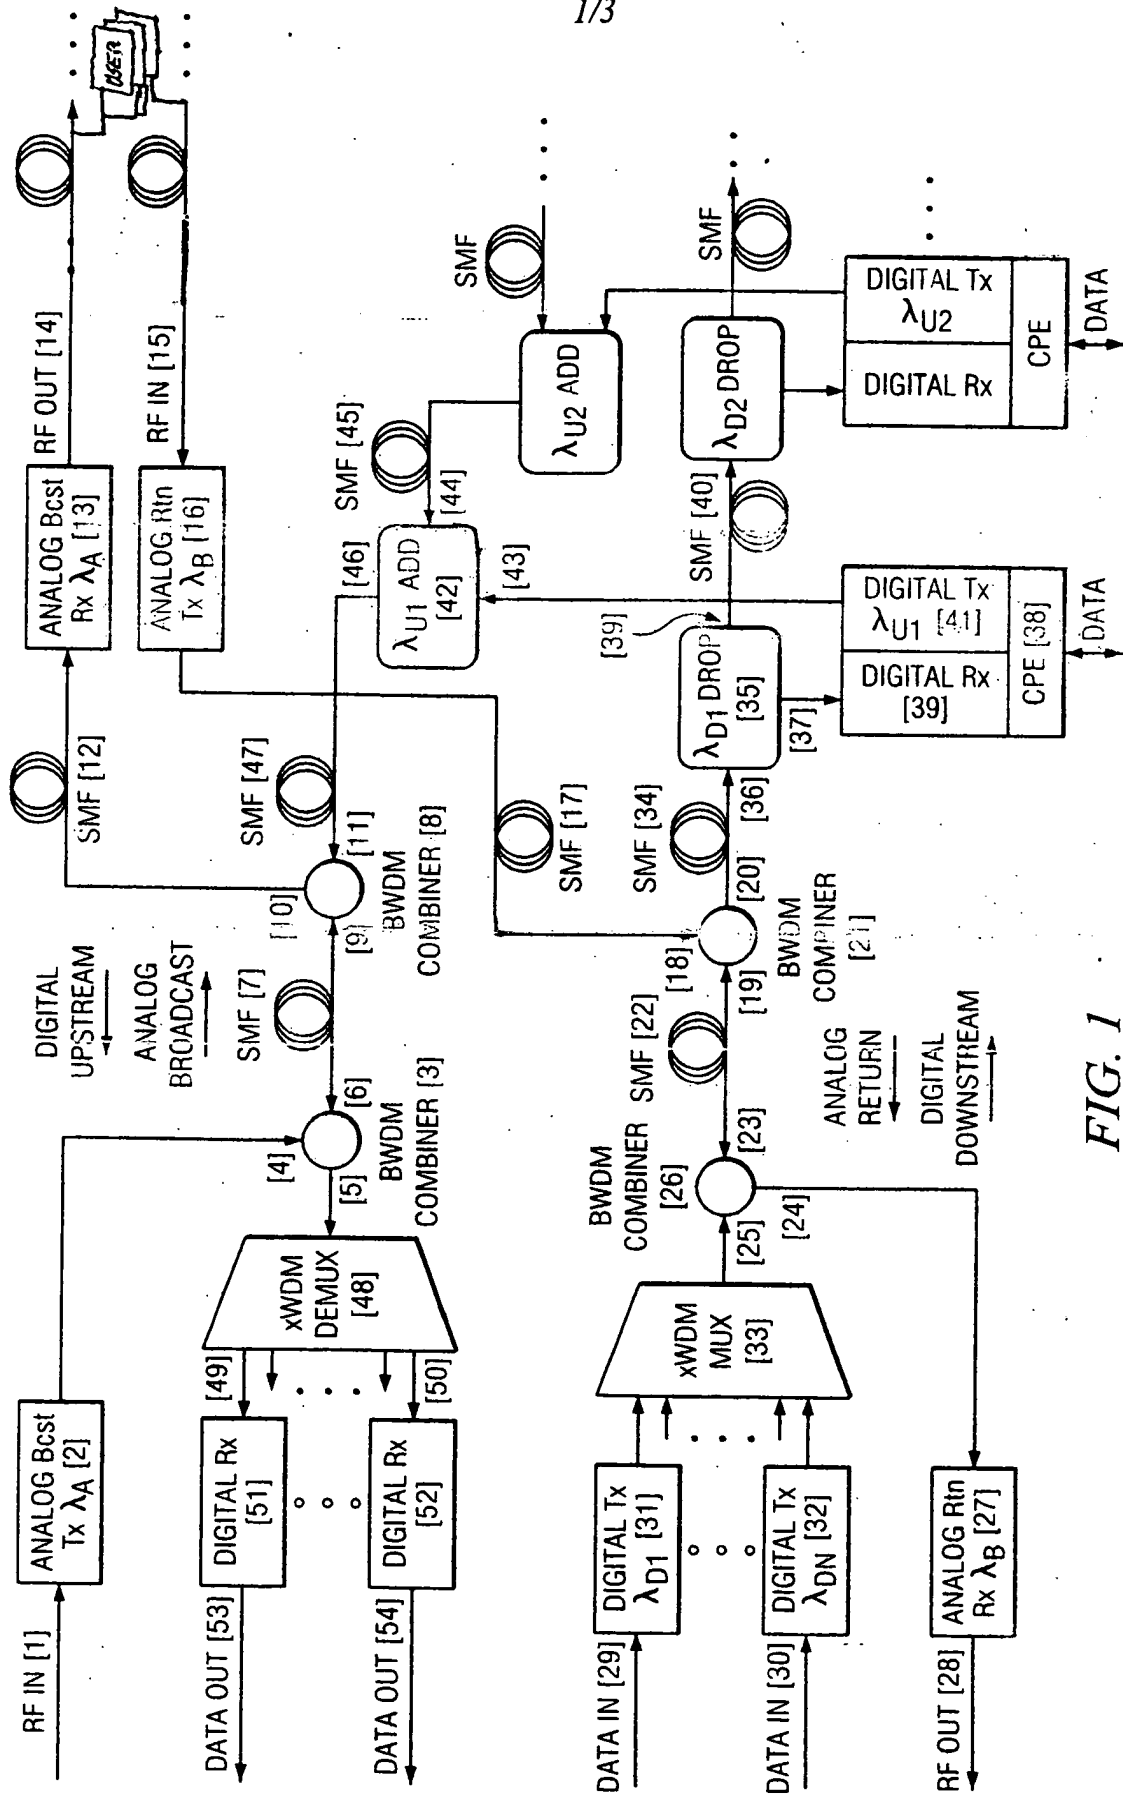 1/3
USER
RF IN [1]
ANALOG Bcst
Tx λA [2]
[4]
SMF [12]
ANALOG Bcst
Rx λA [13]
RF OUT [14]
ANALOG Rtn
Tx λB [16]
RF IN [15]
DIGITAL
UPSTREAM
ANALOG
BROADCAST
DATA OUT [53]
DIGITAL Rx
[51]
[49]
DATA OUT [54]
DIGITAL Rx
[52]
[50]
xWDM
DEMUX
[48]
[5]
[6]
BWDM
COMBINER [3]
SMF [7]
[9]
[10]
[11]
BWDM
COMBINER [8]
SMF [47]
[46]
λU1 ADD
[42]
[43]
[44]
SMF [45]
λU2 ADD
SMF
SMF [17]
DATA IN [29]
DIGITAL Tx
λD1 [31]
DATA IN [30]
DIGITAL Tx
λDN [32]
xWDM
MUX
[33]
[25]
[24]
[23]
BWDM
COMBINER
[26]
SMF [22]
[18]
[19]
[20]
BWDM
COMBINER
[21]
SMF [34]
[36]
λD1 DROP
[35]
[37]
[39]
SMF [40]
λD2 DROP
SMF
DIGITAL Rx
[39]
DIGITAL Tx
λU1 [41]
CPE [38]
DATA
DIGITAL Rx
DIGITAL Tx
λU2
CPE
DATA
RF OUT [28]
ANALOG Rtn
Rx λB [27]
ANALOG
RETURN
DIGITAL
DOWNSTREAM
FIG. 1